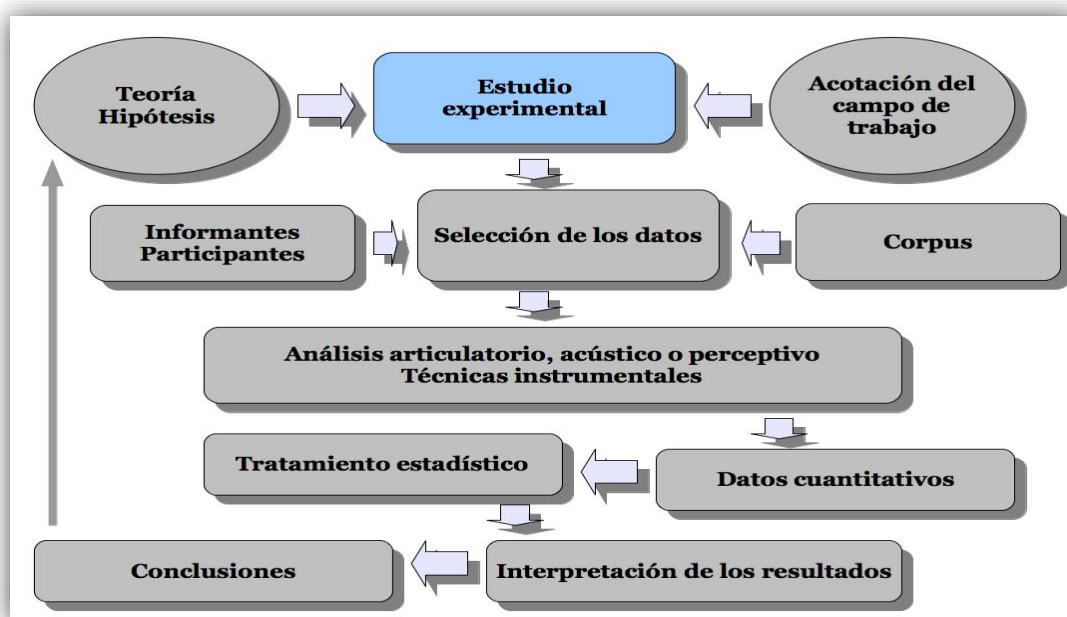 Teoría
Hipótesis
Estudio
experimental
Acotación del
campo de
trabajo
Informantes
Participantes
Selección de los datos
Corpus
Análisis articulatorio, acústico o perceptivo
Técnicas instrumentales
Tratamiento estadístico
Datos cuantitativos
Conclusiones
Interpretación de los resultados